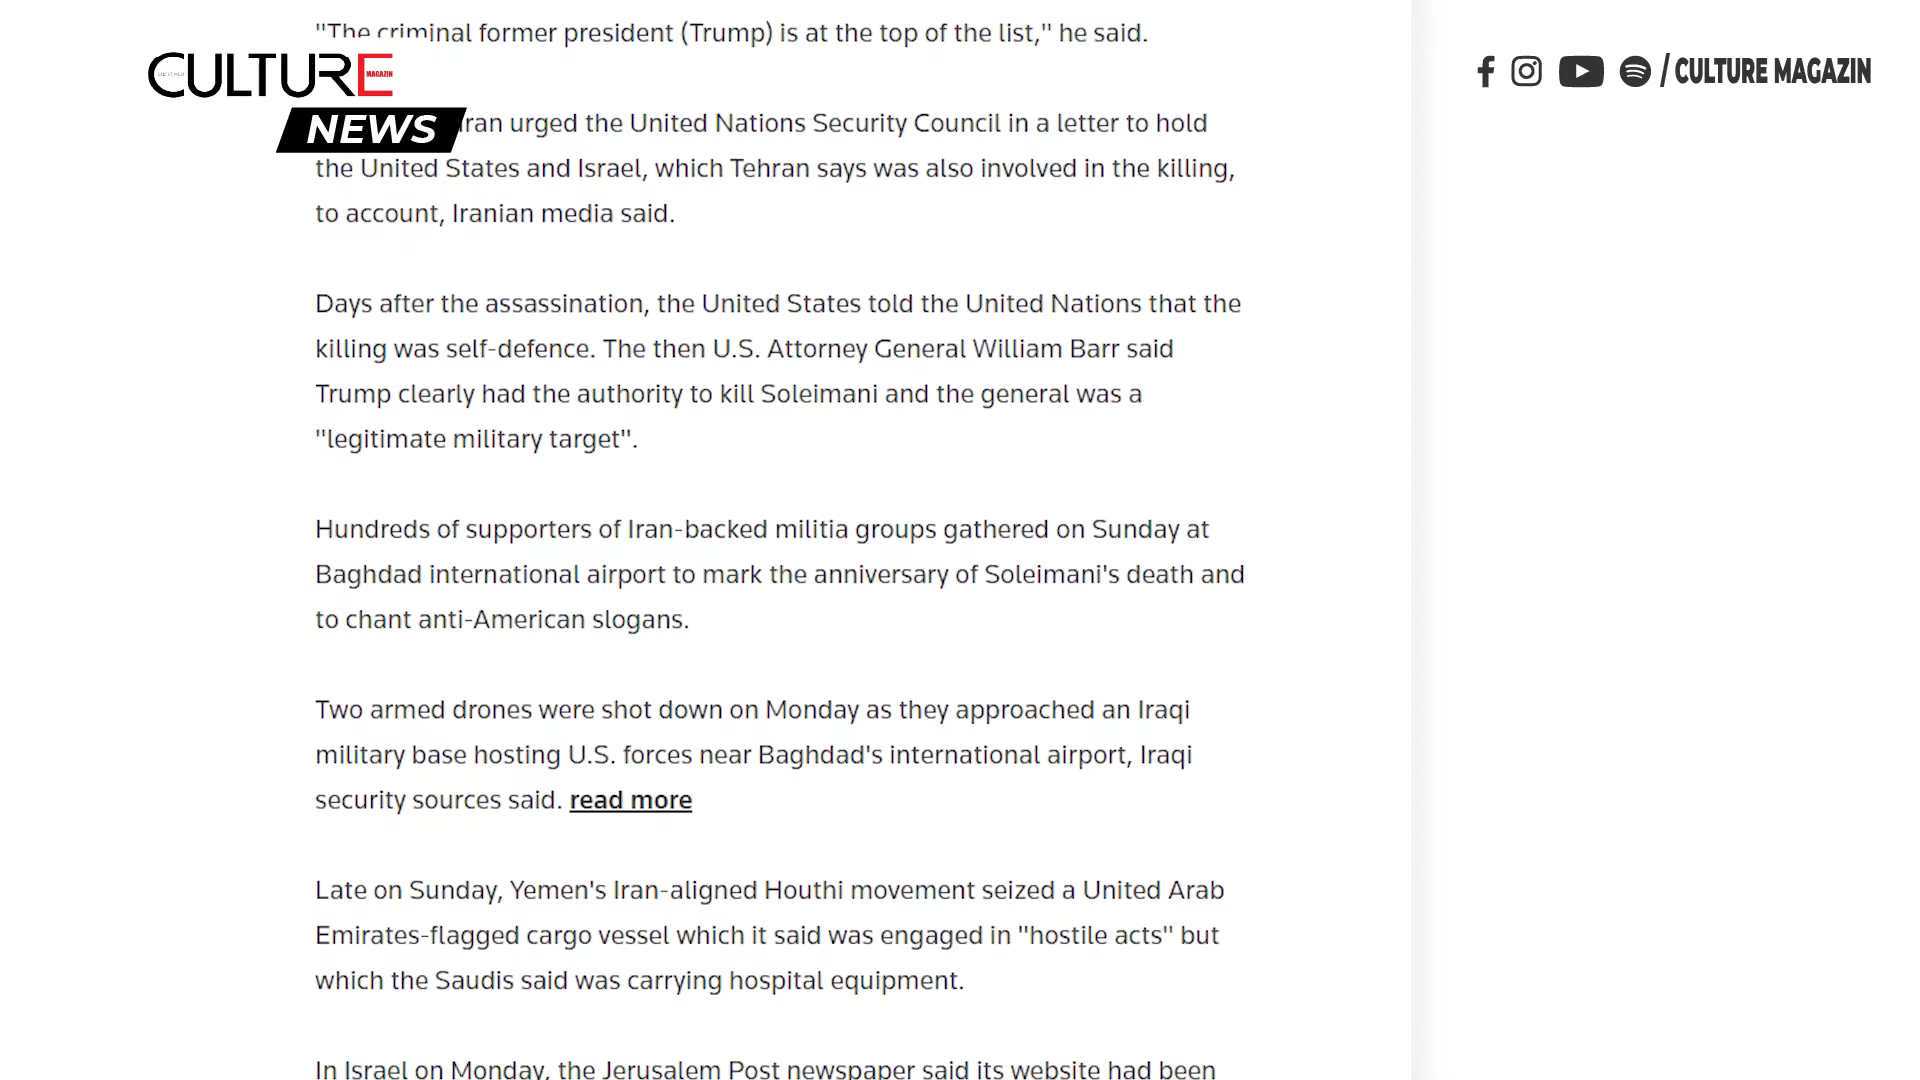 "The criminal former president (Trump) is at the top of the list," he said.
CULTURE
MAGAZIN
NEWS
/ CULTURE MAGAZIN
ran urged the United Nations Security Council in a letter to hold
the United States and Israel, which Tehran says was also involved in the killing,
to account, Iranian media said.
Days after the assassination, the United States told the United Nations that the
killing was self-defence. The then U.S. Attorney General William Barr said
Trump clearly had the authority to kill Soleimani and the general was a
"legitimate military target".
Hundreds of supporters of Iran-backed militia groups gathered on Sunday at
Baghdad international airport to mark the anniversary of Soleimani's death and
to chant anti-American slogans.
Two armed drones were shot down on Monday as they approached an Iraqi
military base hosting U.S. forces near Baghdad's international airport, Iraqi
security sources said. read more
Late on Sunday, Yemen's Iran-aligned Houthi movement seized a United Arab
Emirates-flagged cargo vessel which it said was engaged in "hostile acts" but
which the Saudis said was carrying hospital equipment.
In Israel on Monday, the Jerusalem Post newspaper said its website had been